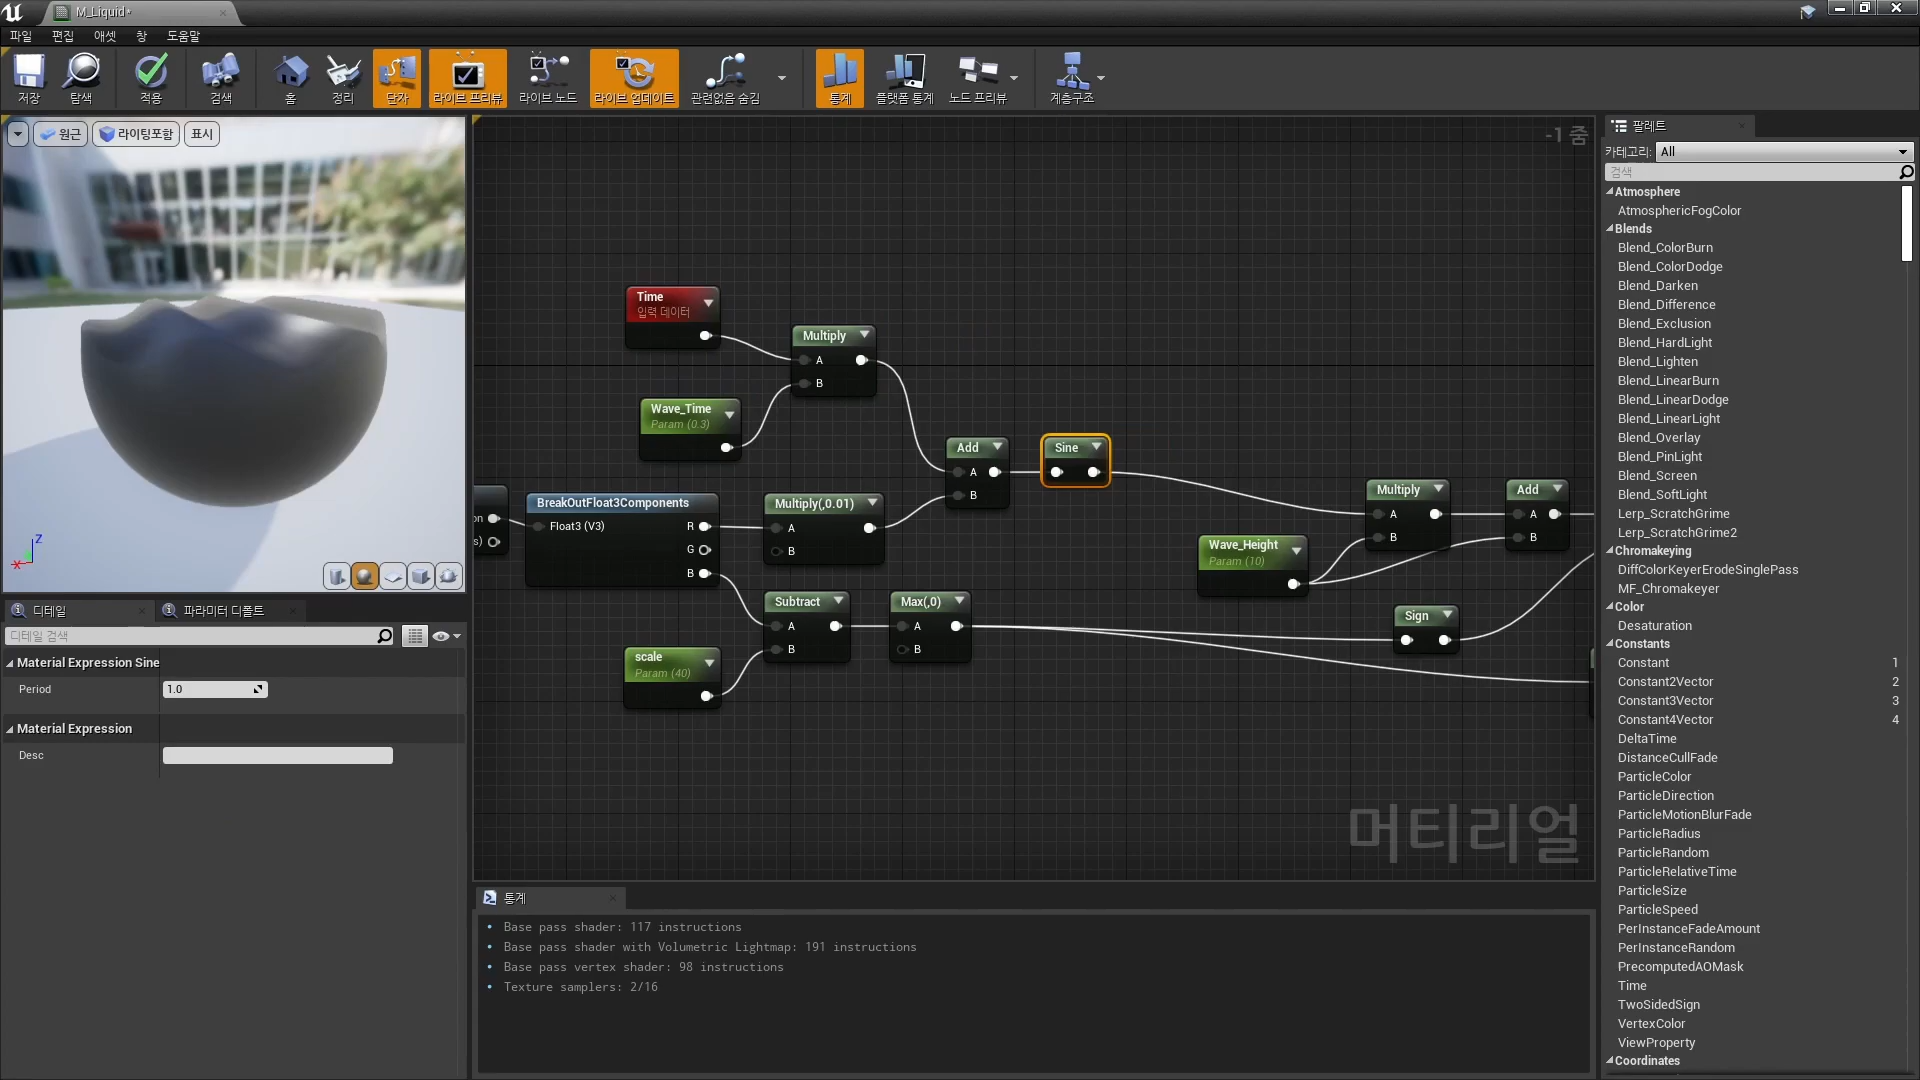 M_Liquid*
파일 편집 애셋 창 도움말
저장 탐색 적용 검색 홈 정리 단자 라이브 프리뷰 라이브 노드 라이브 업데이트 관련없음 숨김 통계 플랫폼 통계 노드 프리뷰 계층구조
원근 라이팅포함 표시
Z
X
디테일 파라미터 디폴트
디테일 검색
Material Expression Sine
Period 1.0
Material Expression
Desc
-1 줌
Time
입력 데이터
Multiply
A
B
Wave_Time
Param (0.3)
Add
A
B
Sine
on
s)
BreakOutFloat3Components
Float3 (V3) R
G
B
Multiply(,0.01)
A
B
Multiply
A
B
Add
A
B
Wave_Height
Param (10)
Subtract
A
B
Max(,0)
A
B
Sign
scale
Param (40)
머티리얼
통계
• Base pass shader: 117 instructions
• Base pass shader with Volumetric Lightmap: 191 instructions
• Base pass vertex shader: 98 instructions
• Texture samplers: 2/16
팔레트
카테고리: All
검색
Atmosphere
AtmosphericFogColor
Blends
Blend_ColorBurn
Blend_ColorDodge
Blend_Darken
Blend_Difference
Blend_Exclusion
Blend_HardLight
Blend_Lighten
Blend_LinearBurn
Blend_LinearDodge
Blend_LinearLight
Blend_Overlay
Blend_PinLight
Blend_Screen
Blend_SoftLight
Lerp_ScratchGrime
Lerp_ScratchGrime2
Chromakeying
DiffColorKeyerErodeSinglePass
MF_Chromakeyer
Color
Desaturation
Constants
Constant 1
Constant2Vector 2
Constant3Vector 3
Constant4Vector 4
DeltaTime
DistanceCullFade
ParticleColor
ParticleDirection
ParticleMotionBlurFade
ParticleRadius
ParticleRandom
ParticleRelativeTime
ParticleSize
ParticleSpeed
PerInstanceFadeAmount
PerInstanceRandom
PrecomputedAOMask
Time
TwoSidedSign
VertexColor
ViewProperty
Coordinates